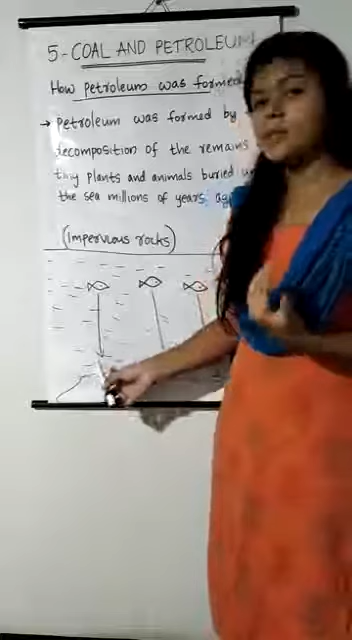 5-COAL AND PETROLEUM
How petroleum was formed
→ Petroleum was formed by
decomposition of the remains
tiny plants and animals buried
the sea millions of years
(Impervious rocks)